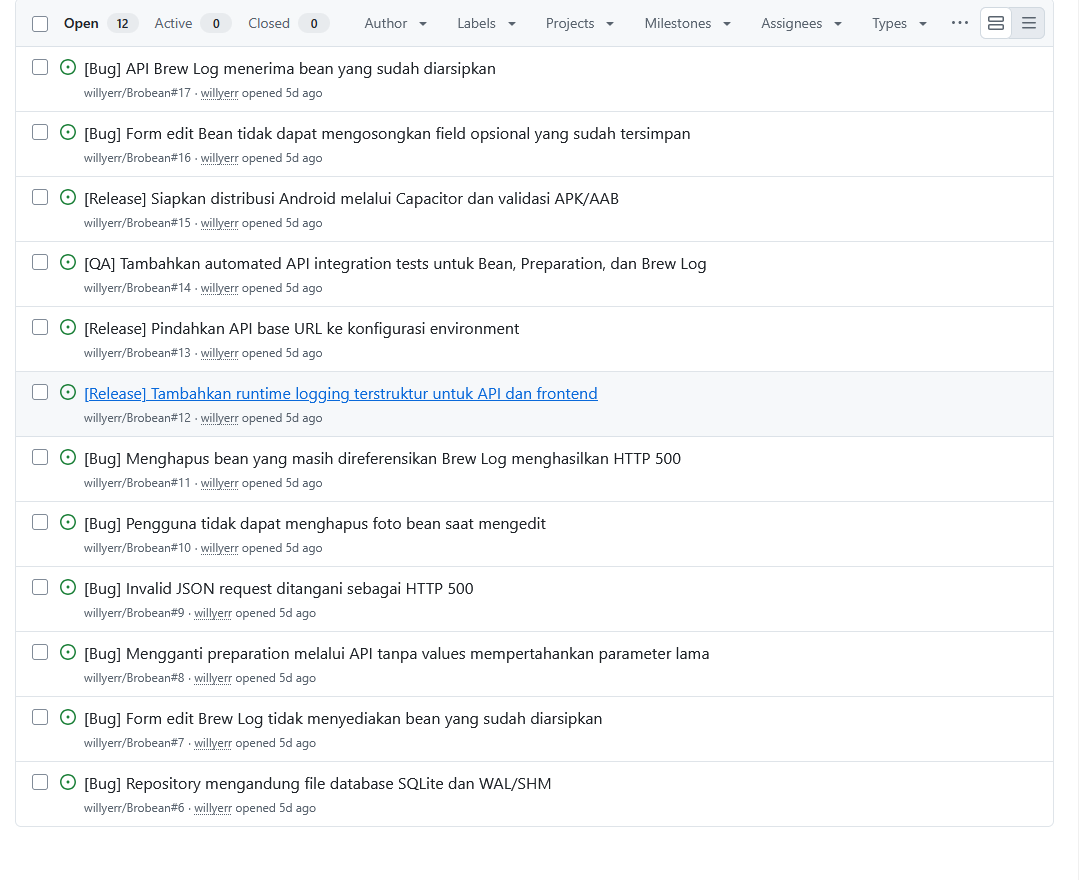 Open 12 Active 0 Closed 0 Author Labels Projects Milestones Assignees Types
[Bug] API Brew Log menerima bean yang sudah diarsipkan
willyerr/Brobean#17 · willyerr opened 5d ago
[Bug] Form edit Bean tidak dapat mengosongkan field opsional yang sudah tersimpan
willyerr/Brobean#16 · willyerr opened 5d ago
[Release] Siapkan distribusi Android melalui Capacitor dan validasi APK/AAB
willyerr/Brobean#15 · willyerr opened 5d ago
[QA] Tambahkan automated API integration tests untuk Bean, Preparation, dan Brew Log
willyerr/Brobean#14 · willyerr opened 5d ago
[Release] Pindahkan API base URL ke konfigurasi environment
willyerr/Brobean#13 · willyerr opened 5d ago
[Release] Tambahkan runtime logging terstruktur untuk API dan frontend
willyerr/Brobean#12 · willyerr opened 5d ago
[Bug] Menghapus bean yang masih direferensikan Brew Log menghasilkan HTTP 500
willyerr/Brobean#11 · willyerr opened 5d ago
[Bug] Pengguna tidak dapat menghapus foto bean saat mengedit
willyerr/Brobean#10 · willyerr opened 5d ago
[Bug] Invalid JSON request ditangani sebagai HTTP 500
willyerr/Brobean#9 · willyerr opened 5d ago
[Bug] Mengganti preparation melalui API tanpa values mempertahankan parameter lama
willyerr/Brobean#8 · willyerr opened 5d ago
[Bug] Form edit Brew Log tidak menyediakan bean yang sudah diarsipkan
willyerr/Brobean#7 · willyerr opened 5d ago
[Bug] Repository mengandung file database SQLite dan WAL/SHM
willyerr/Brobean#6 · willyerr opened 5d ago